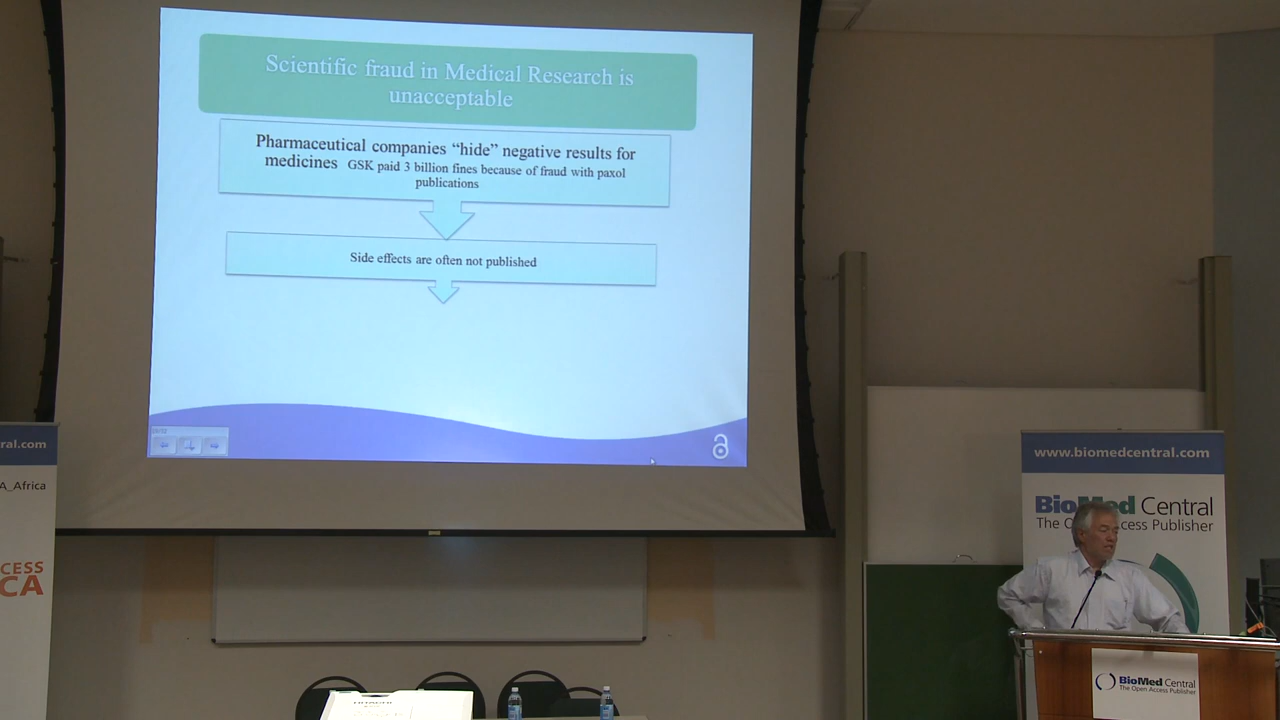 Scientific fraud in Medical Research is
unacceptable
Pharmaceutical companies “hide” negative results for
medicines GSK paid 3 billion fines because of fraud with paxol
publications
Side effects are often not published
ral.com
A_Africa
CESS
CA
www.biomedcentral.com
BioMed Central
The Open Access Publisher
BioMed Central
The Open Access Publisher